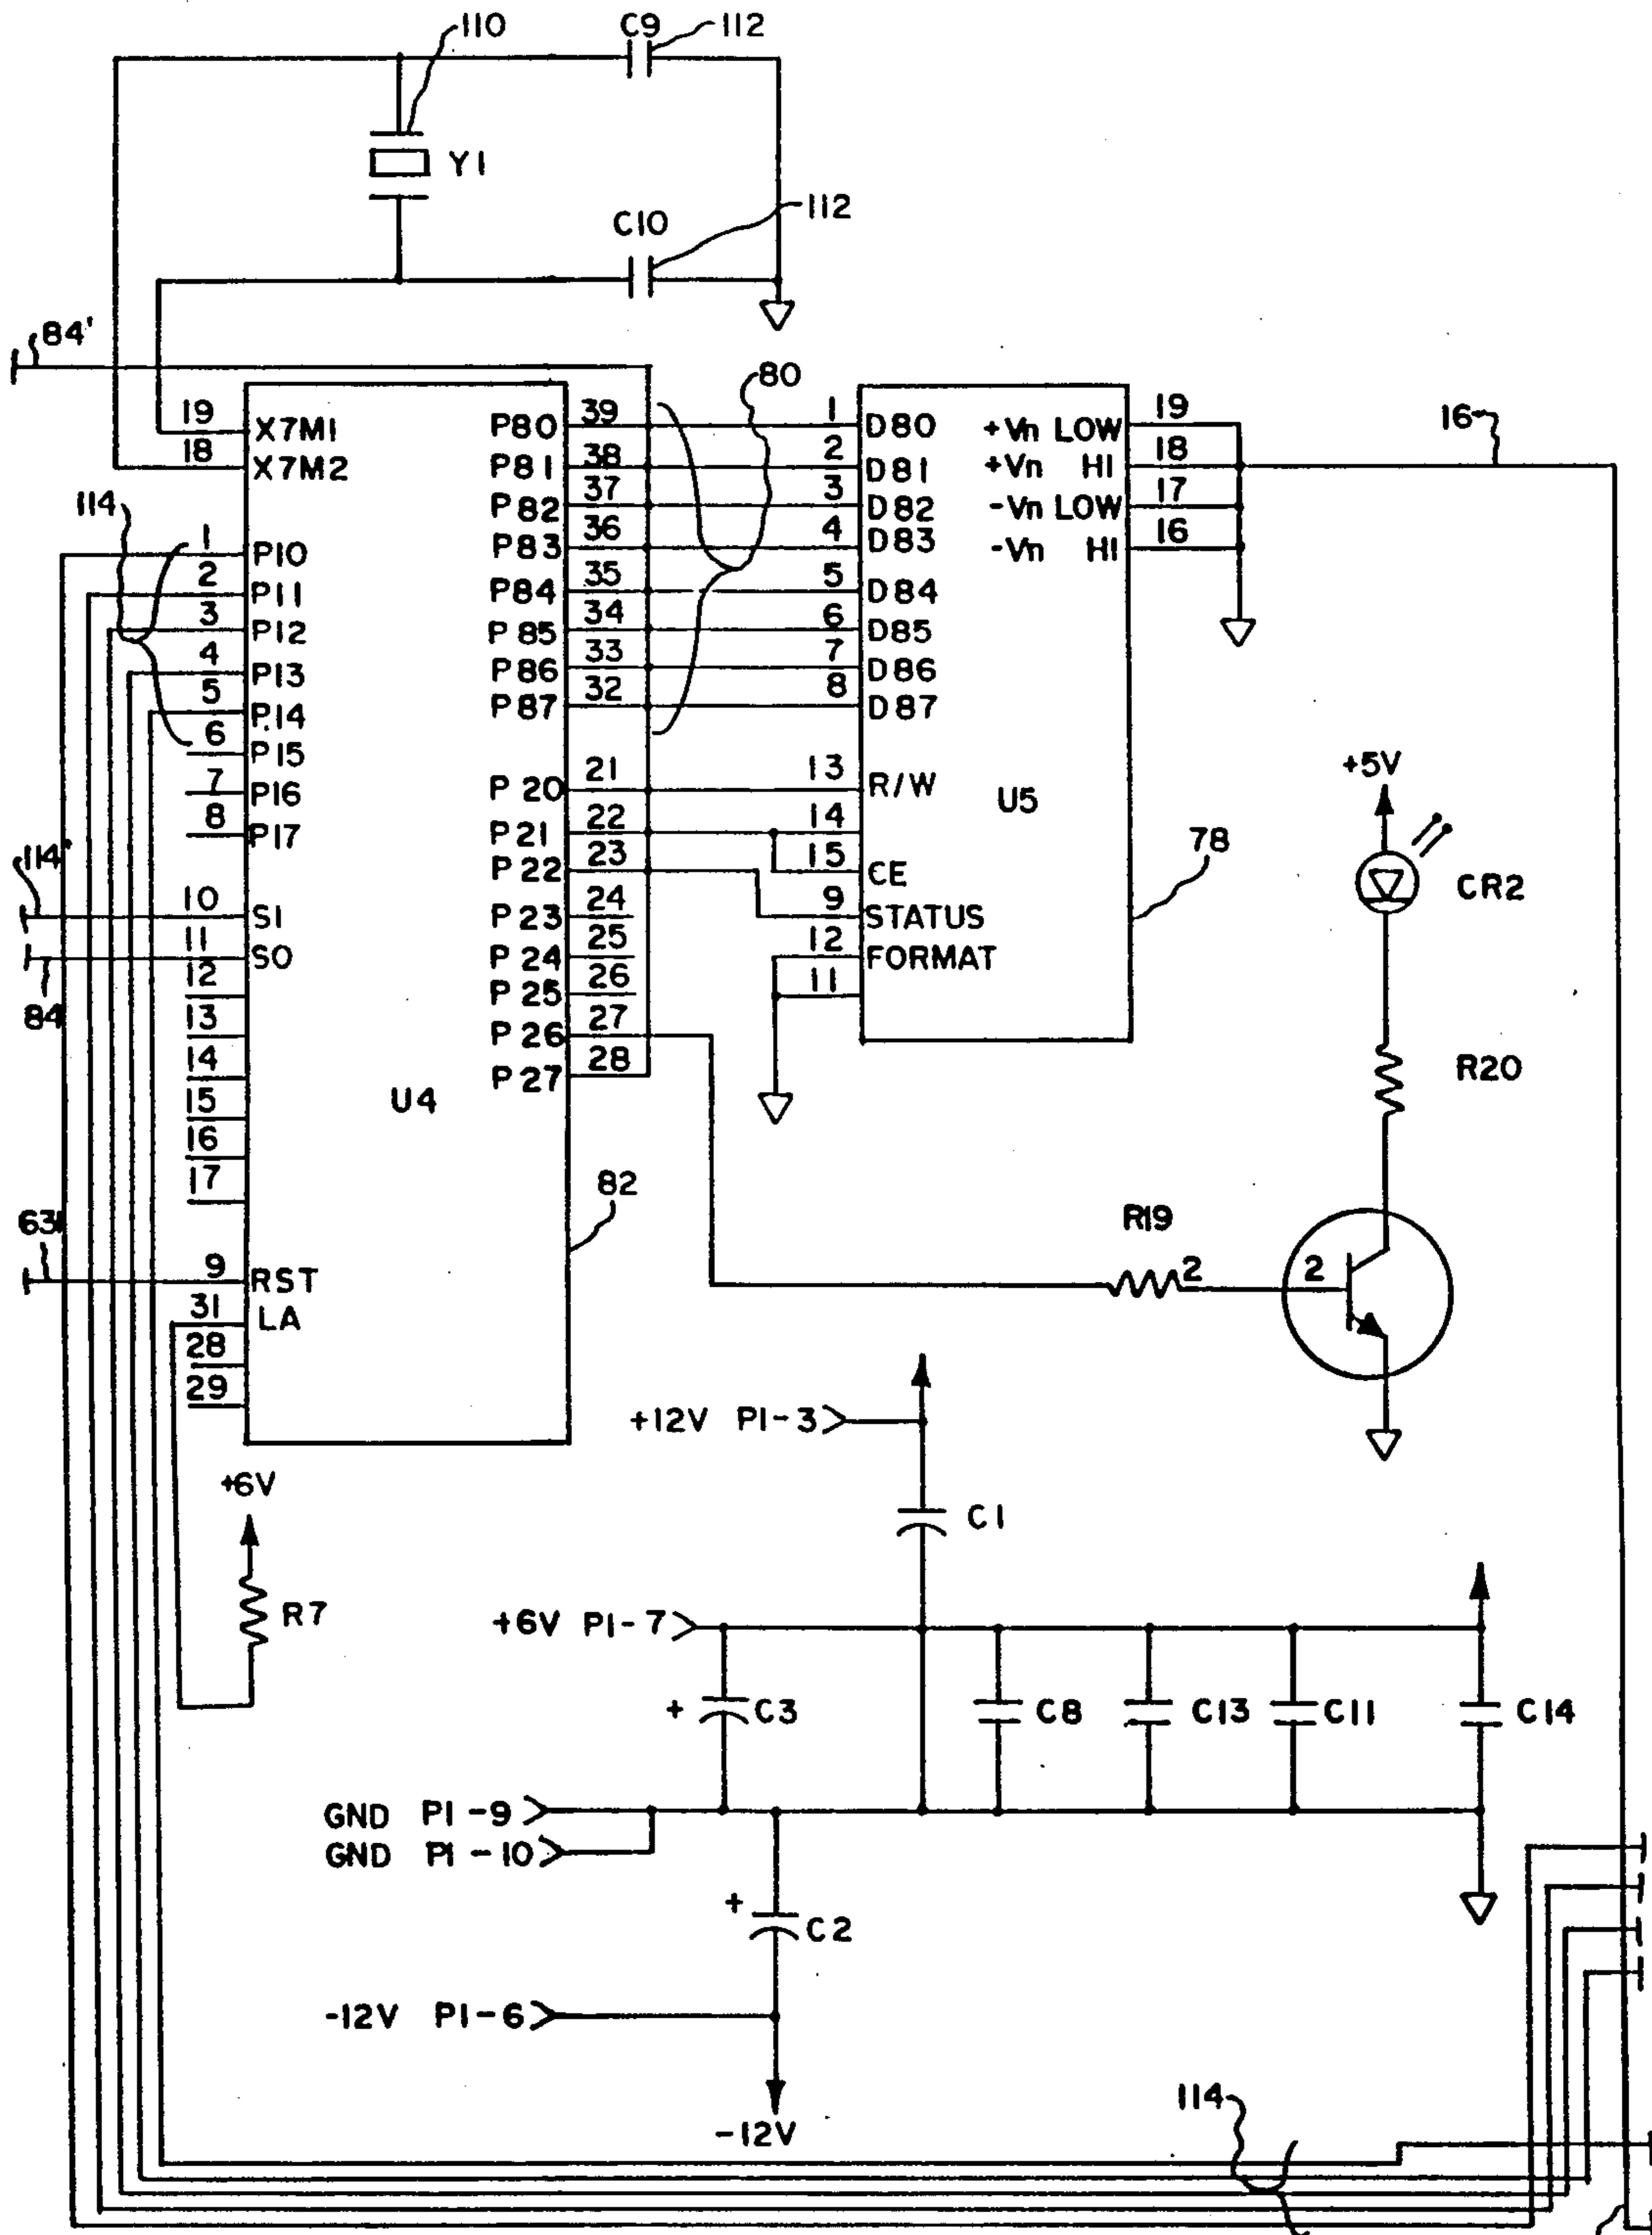 110
C9
112
Y1
C10
112
84'
80
19 X7M1
18 X7M2
114
1 P10
2 P11
3 P12
4 P13
5 P14
6 P15
7 P16
8 P17
114'
10 S1
11 S0
84
12
13
14
15
16
17
63'
9 RST
31 LA
28
29
U4
82
P80 39
P81 38
P82 37
P83 36
P84 35
P85 34
P86 33
P87 32
P20 21
P21 22
P22 23
P23 24
P24 25
P25 26
P26 27
P27 28
1 D80
2 D81
3 D82
4 D83
5 D84
6 D85
7 D86
8 D87
13 R/W
14
15 CE
9 STATUS
12 FORMAT
11
U5
78
+Vn LOW 19
+Vn HI 18
-Vn LOW 17
-Vn HI 16
16
+5V
CR2
R20
R19
2
2
+6V
R7
+12V P1-3
C1
+6V P1-7
+ C3
C8
C13
C11
C14
GND P1-9
GND P1-10
+ C2
-12V P1-6
-12V
114